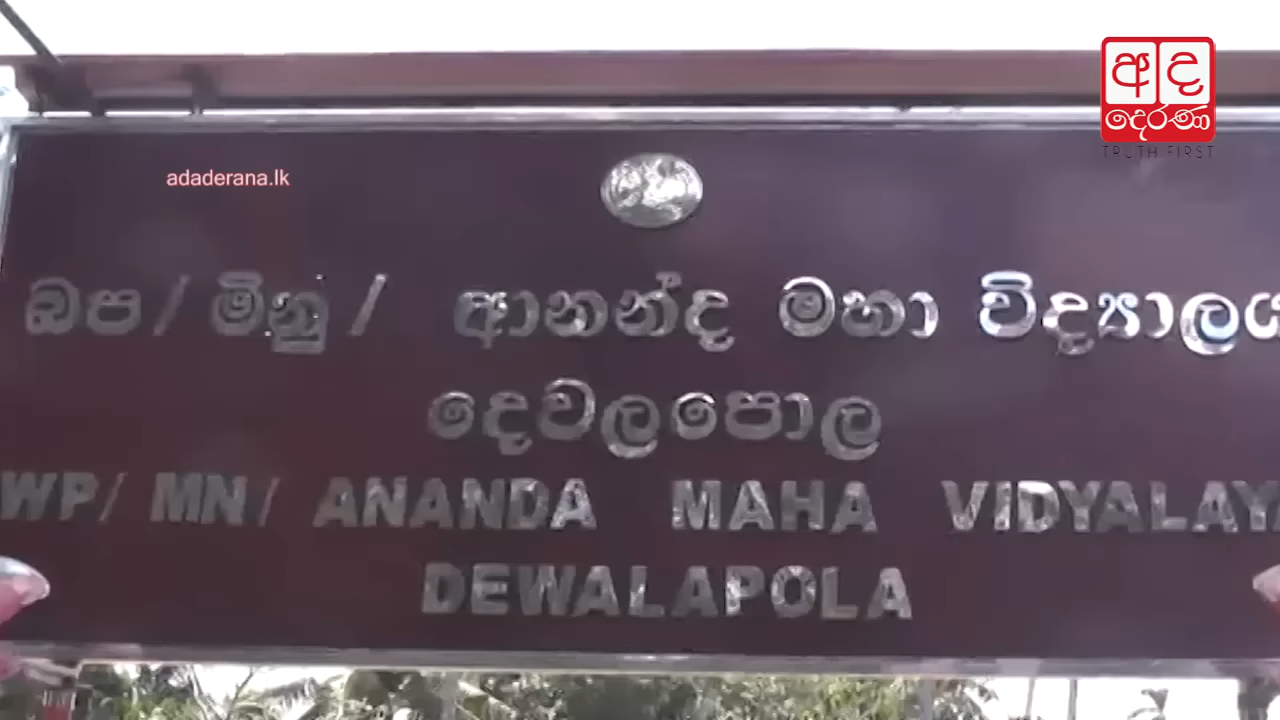 අද
දෙරණ
TRUTH FIRST
adaderana.lk
බප/ මිනු/ ආනන්ද මහා විද්‍යාලය
දෙවලපොල
WP/ MN/ ANANDA MAHA VIDYALAYA
DEWALAPOLA